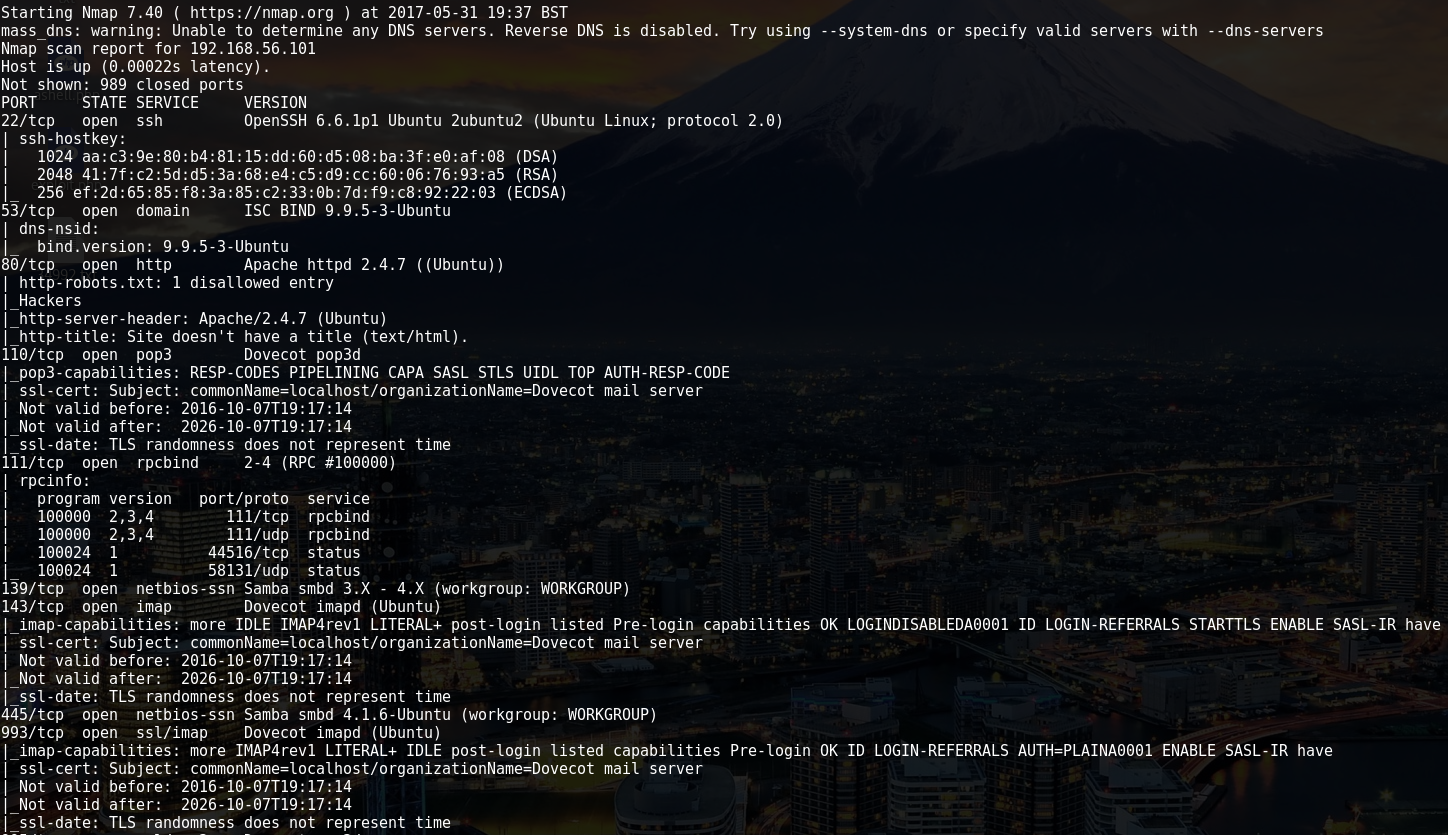 Starting Nmap 7.40 ( https://nmap.org ) at 2017-05-31 19:37 BST
mass_dns: warning: Unable to determine any DNS servers. Reverse DNS is disabled. Try using --system-dns or specify valid servers with --dns-servers
Nmap scan report for 192.168.56.101
Host is up (0.00022s latency).
Not shown: 989 closed ports
PORT     STATE SERVICE     VERSION
22/tcp   open  ssh         OpenSSH 6.6.1p1 Ubuntu 2ubuntu2 (Ubuntu Linux; protocol 2.0)
| ssh-hostkey:
|   1024 aa:c3:9e:80:b4:81:15:dd:60:d5:08:ba:3f:e0:af:08 (DSA)
|   2048 41:7f:c2:5d:d5:3a:68:e4:c5:d9:cc:60:06:76:93:a5 (RSA)
|_  256 ef:2d:65:85:f8:3a:85:c2:33:0b:7d:f9:c8:92:22:03 (ECDSA)
53/tcp   open  domain      ISC BIND 9.9.5-3-Ubuntu
| dns-nsid:
|_  bind.version: 9.9.5-3-Ubuntu
80/tcp   open  http        Apache httpd 2.4.7 ((Ubuntu))
| http-robots.txt: 1 disallowed entry
|_Hackers
|_http-server-header: Apache/2.4.7 (Ubuntu)
|_http-title: Site doesn't have a title (text/html).
110/tcp  open  pop3        Dovecot pop3d
|_pop3-capabilities: RESP-CODES PIPELINING CAPA SASL STLS UIDL TOP AUTH-RESP-CODE
| ssl-cert: Subject: commonName=localhost/organizationName=Dovecot mail server
| Not valid before: 2016-10-07T19:17:14
|_Not valid after:  2026-10-07T19:17:14
|_ssl-date: TLS randomness does not represent time
111/tcp  open  rpcbind     2-4 (RPC #100000)
| rpcinfo:
|   program version   port/proto  service
|   100000  2,3,4        111/tcp  rpcbind
|   100000  2,3,4        111/udp  rpcbind
|   100024  1          44516/tcp  status
|_  100024  1          58131/udp  status
139/tcp  open  netbios-ssn Samba smbd 3.X - 4.X (workgroup: WORKGROUP)
143/tcp  open  imap        Dovecot imapd (Ubuntu)
|_imap-capabilities: more IDLE IMAP4rev1 LITERAL+ post-login listed Pre-login capabilities OK LOGINDISABLEDA0001 ID LOGIN-REFERRALS STARTTLS ENABLE SASL-IR have
| ssl-cert: Subject: commonName=localhost/organizationName=Dovecot mail server
| Not valid before: 2016-10-07T19:17:14
|_Not valid after:  2026-10-07T19:17:14
|_ssl-date: TLS randomness does not represent time
445/tcp  open  netbios-ssn Samba smbd 4.1.6-Ubuntu (workgroup: WORKGROUP)
993/tcp  open  ssl/imap    Dovecot imapd (Ubuntu)
|_imap-capabilities: more IMAP4rev1 LITERAL+ IDLE post-login listed capabilities Pre-login OK ID LOGIN-REFERRALS AUTH=PLAINA0001 ENABLE SASL-IR have
| ssl-cert: Subject: commonName=localhost/organizationName=Dovecot mail server
| Not valid before: 2016-10-07T19:17:14
|_Not valid after:  2026-10-07T19:17:14
|_ssl-date: TLS randomness does not represent time